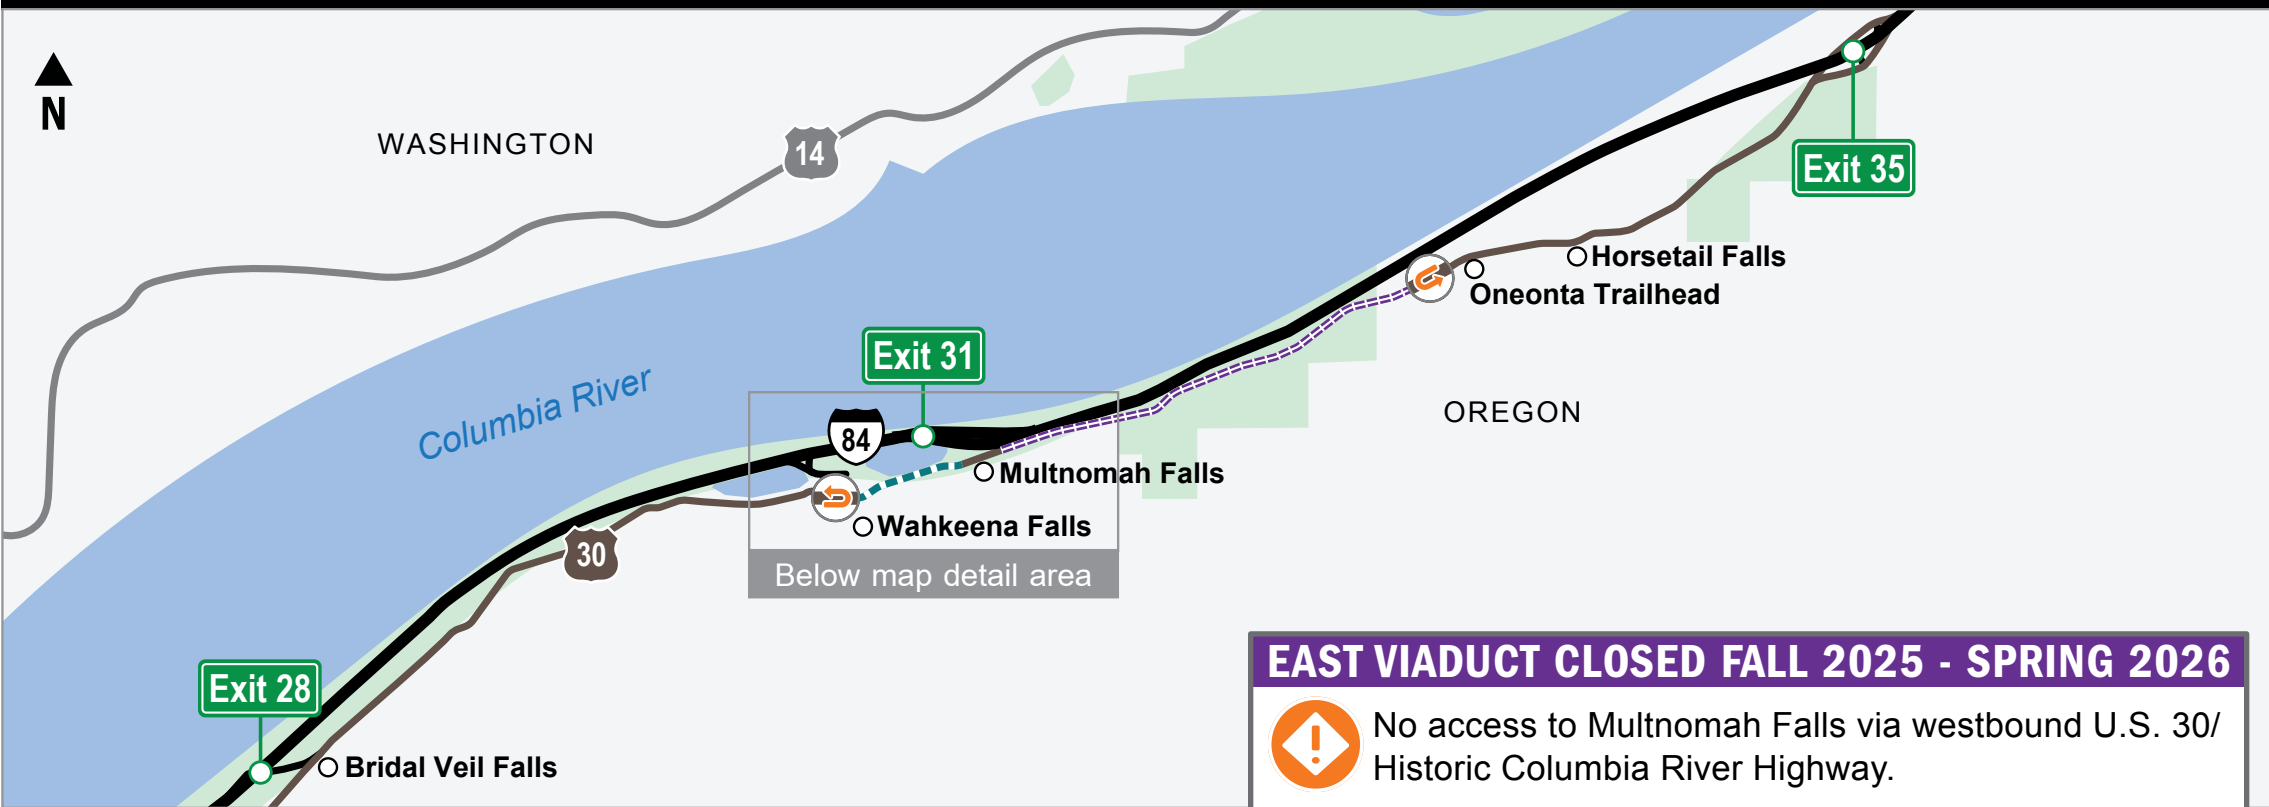 N
WASHINGTON
14
Exit 35
Horsetail Falls
Oneonta Trailhead
Exit 31
Columbia River
OREGON
84
Multnomah Falls
Wahkeena Falls
30
Below map detail area
Exit 28
Bridal Veil Falls
EAST VIADUCT CLOSED FALL 2025 - SPRING 2026
No access to Multnomah Falls via westbound U.S. 30/
Historic Columbia River Highway.